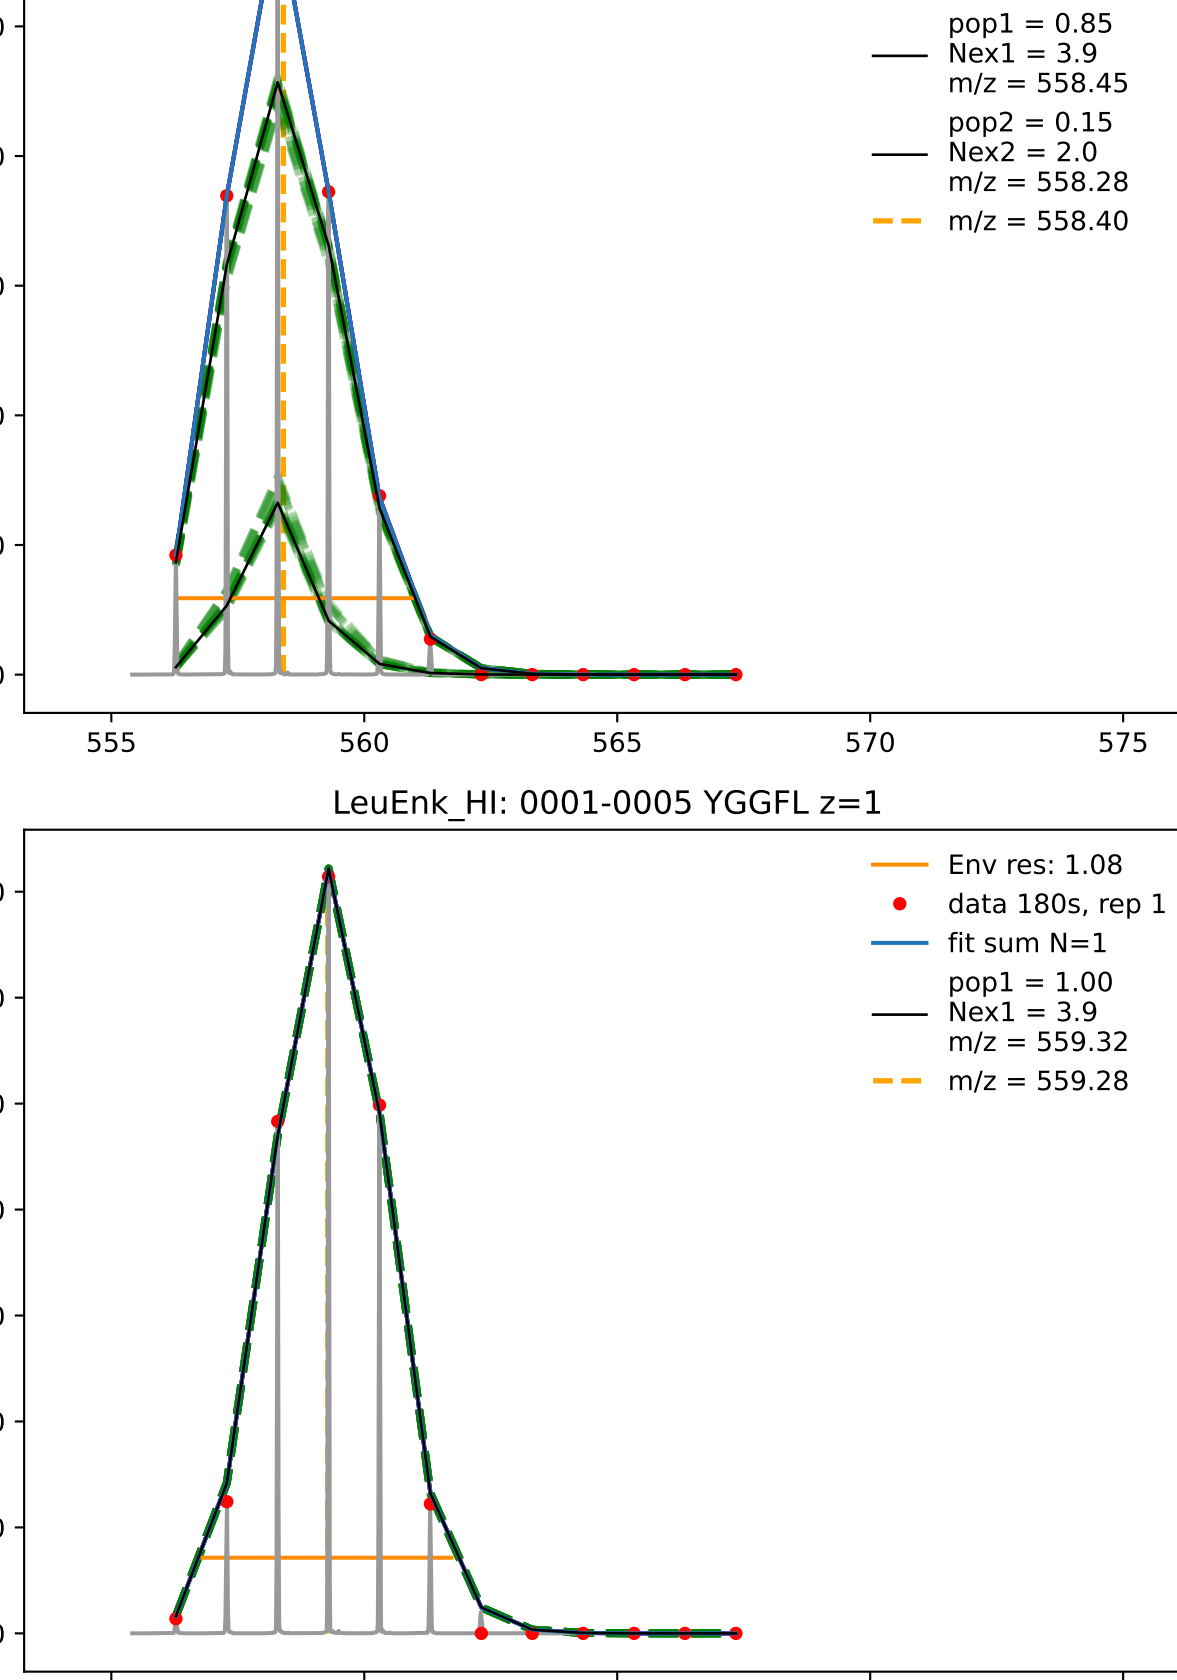 pop1 = 0.85
Nex1 = 3.9
m/z = 558.45
pop2 = 0.15
Nex2 = 2.0
m/z = 558.28
m/z = 558.40
555 560 565 570 575
LeuEnk_HI: 0001-0005 YGGFL z=1
Env res: 1.08
data 180s, rep 1
fit sum N=1
pop1 = 1.00
Nex1 = 3.9
m/z = 559.32
m/z = 559.28